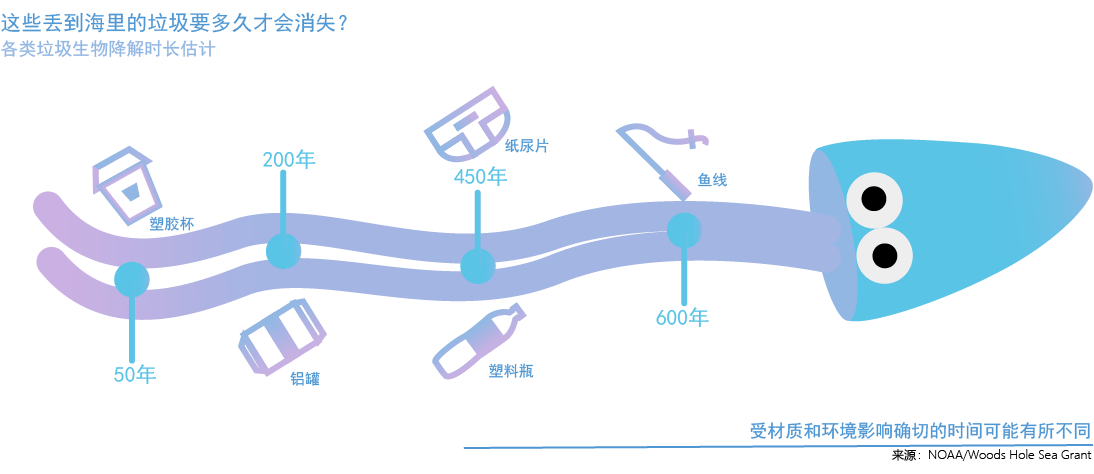 这些丢到海里的垃圾要多久才会消失？
各类垃圾生物降解时长估计
200年
纸尿片
450年
鱼线
塑胶杯
600年
50年
铝罐
塑料瓶
受材质和环境影响确切的时间可能有所不同
来源：NOAA/Woods Hole Sea Grant